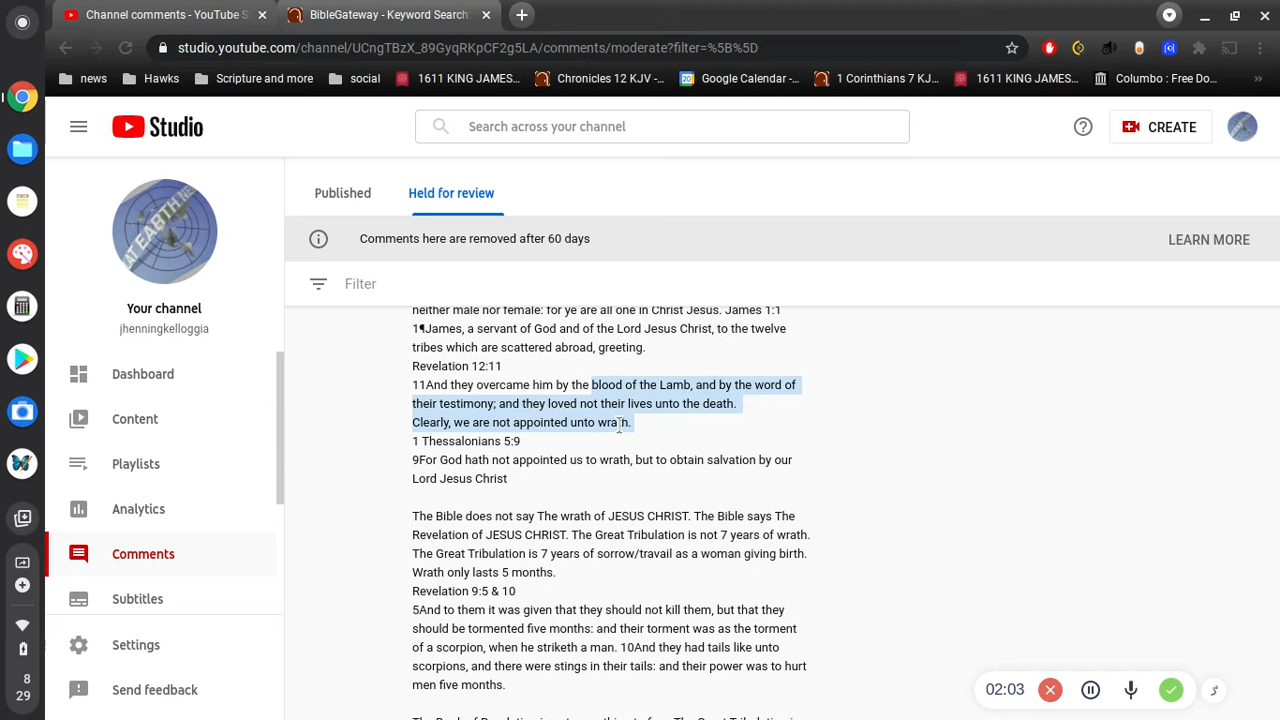 Channel comments - YouTube S
BibleGateway - Keyword Search:
studio.youtube.com/channel/UCngTBzX_89GyqRKpCF2g5LA/comments/moderate?filter=%5B%5D
news
Hawks
Scripture and more
social
1611 KING JAMES...
Chronicles 12 KJV -...
Google Calendar -...
1 Corinthians 7 KJ...
1611 KING JAMES...
Columbo : Free Do...
»
Studio
Search across your channel
CREATE
AT EARTH.NE
Your channel
jhenningkelloggia
Dashboard
Content
Playlists
Analytics
Comments
Subtitles
Settings
Send feedback
Published
Held for review
Comments here are removed after 60 days
LEARN MORE
Filter
neither male nor female: for ye are all one in Christ Jesus. James 1:1
1¶James, a servant of God and of the Lord Jesus Christ, to the twelve
tribes which are scattered abroad, greeting.
Revelation 12:11
11And they overcame him by the blood of the Lamb, and by the word of
their testimony; and they loved not their lives unto the death.
Clearly, we are not appointed unto wrath.
1 Thessalonians 5:9
9For God hath not appointed us to wrath, but to obtain salvation by our
Lord Jesus Christ
The Bible does not say The wrath of JESUS CHRIST. The Bible says The
Revelation of JESUS CHRIST. The Great Tribulation is not 7 years of wrath.
The Great Tribulation is 7 years of sorrow/travail as a woman giving birth.
Wrath only lasts 5 months.
Revelation 9:5 & 10
5And to them it was given that they should not kill them, but that they
should be tormented five months: and their torment was as the torment
of a scorpion, when he striketh a man. 10And they had tails like unto
scorpions, and there were stings in their tails: and their power was to hurt
men five months.
8
29
02:03